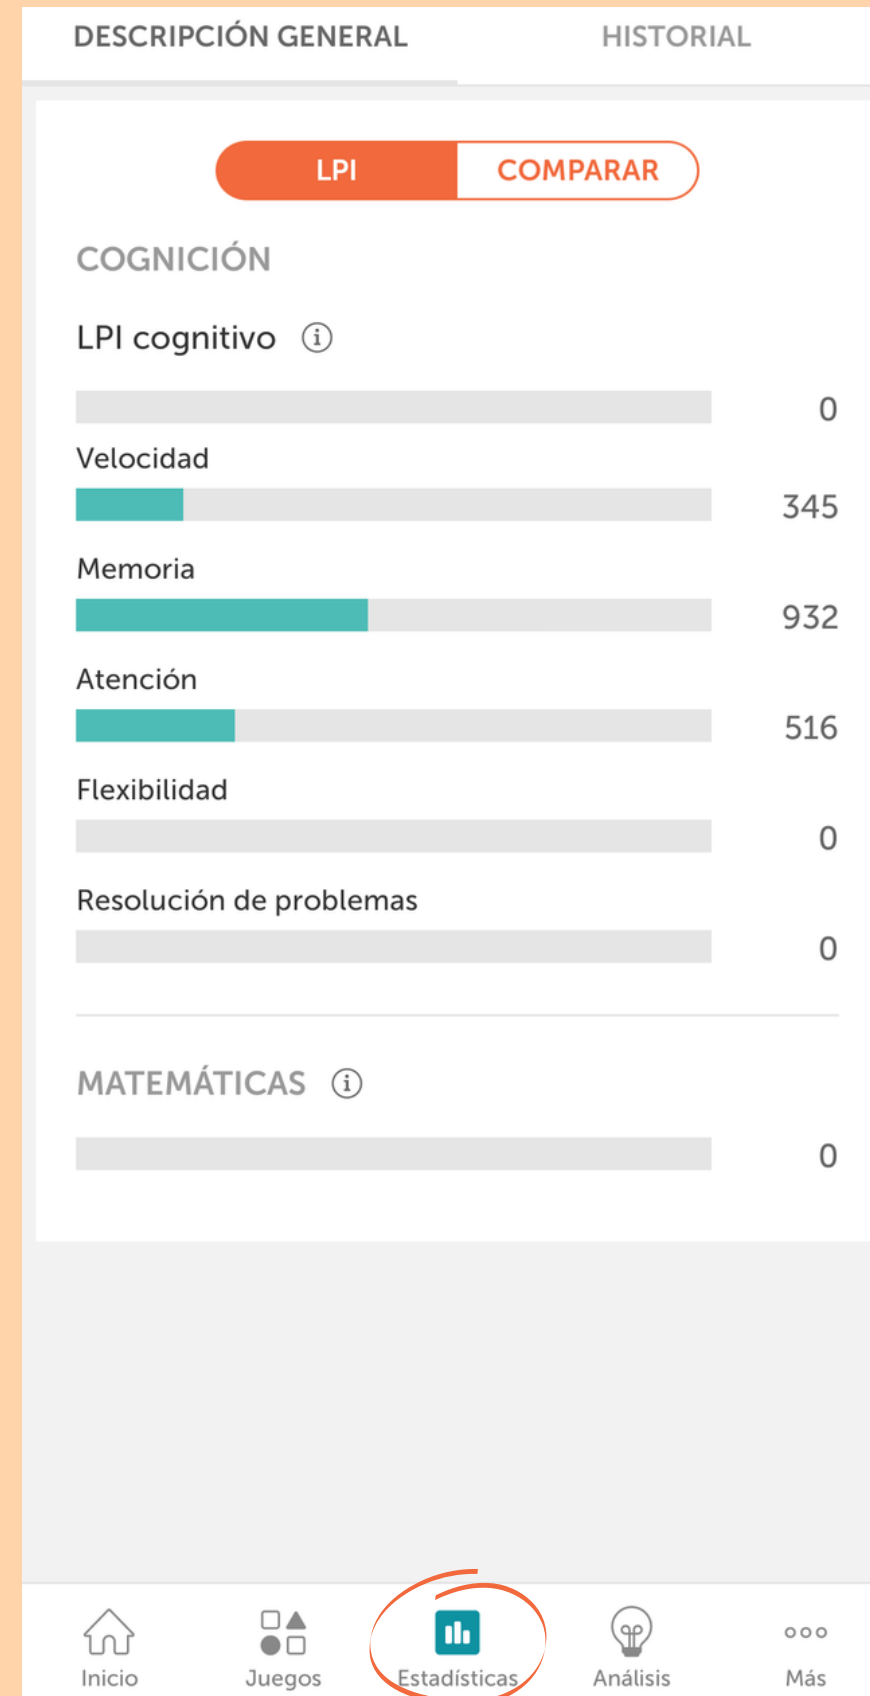 DESCRIPCIÓN GENERAL
HISTORIAL
LPI
COMPARAR
COGNICIÓN
LPI cognitivo
0
Velocidad
345
Memoria
932
Atención
516
Flexibilidad
0
Resolución de problemas
0
MATEMÁTICAS
0
Inicio
Juegos
Estadísticas
Análisis
Más